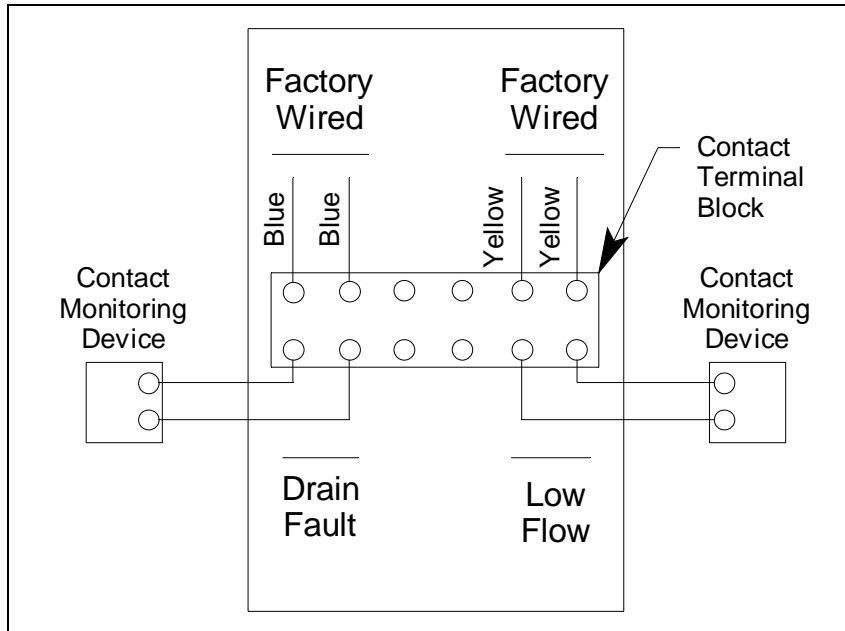 Factory
Wired
Factory
Wired
Contact
Terminal
Block
Blue
Blue
Yellow
Yellow
Contact
Monitoring
Device
Contact
Monitoring
Device
Drain
Fault
Low
Flow